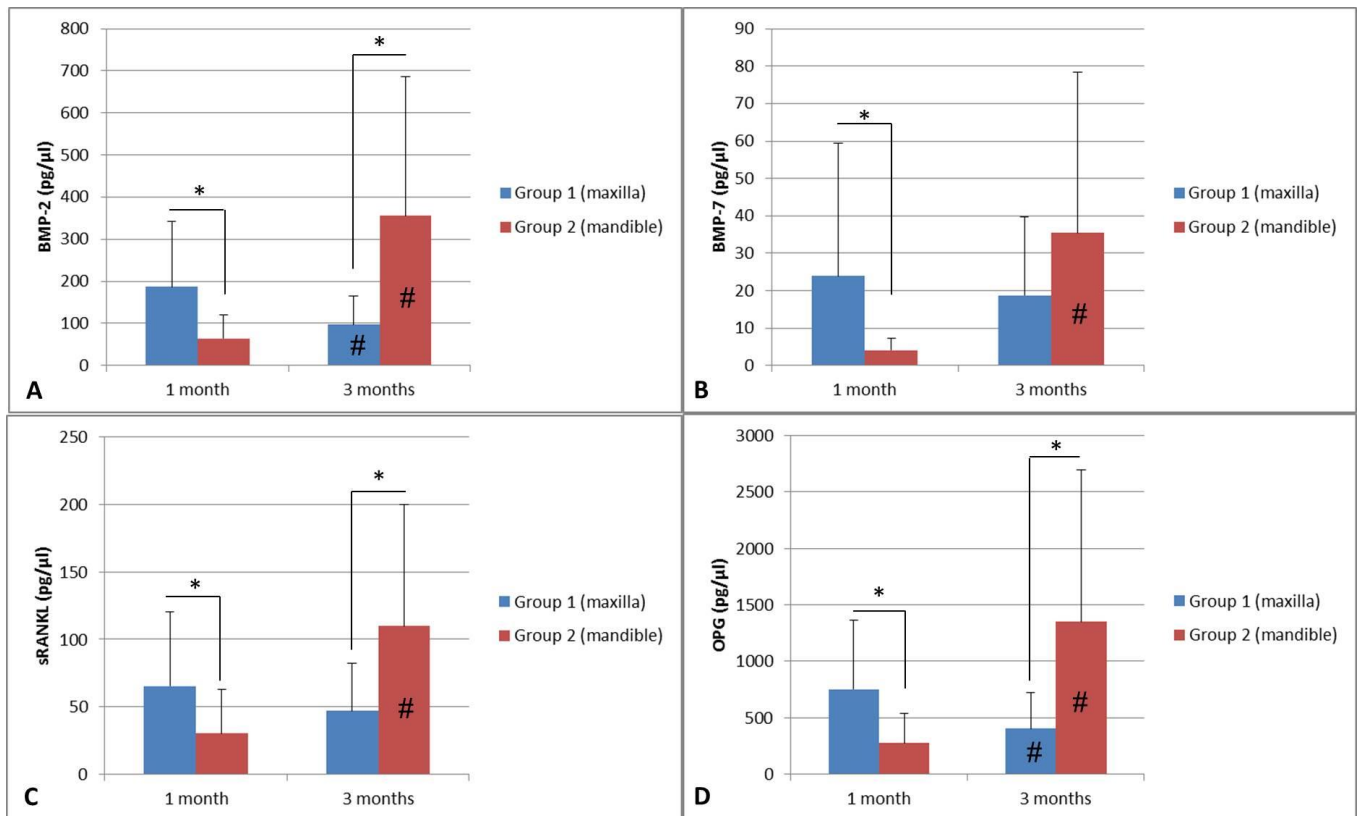 800
700
600
500
400
300
200
100
0
BMP-2 (pg/µl)
*
*
#
#
1 month
3 months
Group 1 (maxilla)
Group 2 (mandible)
A
90
80
70
60
50
40
30
20
10
0
BMP-7 (pg/µl)
*
#
1 month
3 months
Group 1 (maxilla)
Group 2 (mandible)
B
250
200
150
100
50
0
sRANKL (pg/µl)
*
*
#
1 month
3 months
Group 1 (maxilla)
Group 2 (mandible)
C
3000
2500
2000
1500
1000
500
0
OPG (pg/µl)
*
*
#
#
1 month
3 months
Group 1 (maxilla)
Group 2 (mandible)
D